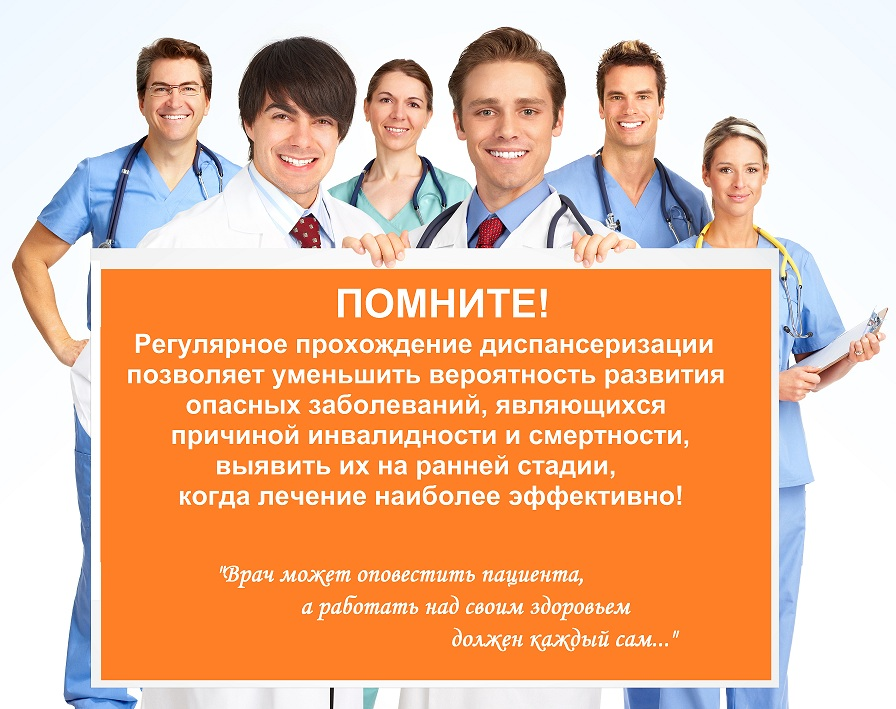 ПОМНИТЕ!
Регулярное прохождение диспансеризации
позволяет уменьшить вероятность развития
опасных заболеваний, являющихся
причиной инвалидности и смертности,
выявить их на ранней стадии,
когда лечение наиболее эффективно!
"Врач может оповестить пациента,
а работать над своим здоровьем
должен каждый сам..."